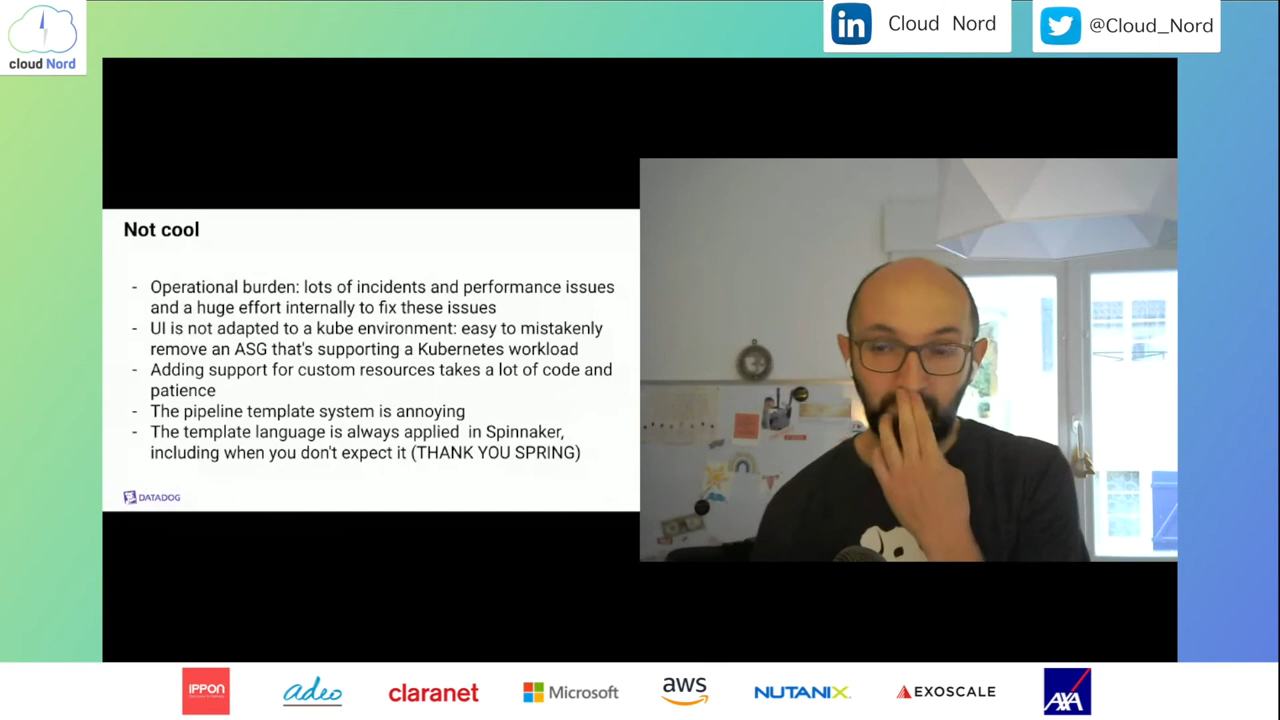 cloud Nord
in Cloud Nord
@Cloud_Nord
Not cool
- Operational burden: lots of incidents and performance issues
and a huge effort internally to fix these issues
- UI is not adapted to a kube environment: easy to mistakenly
remove an ASG that's supporting a Kubernetes workload
- Adding support for custom resources takes a lot of code and
patience
- The pipeline template system is annoying
- The template language is always applied in Spinnaker,
including when you don't expect it (THANK YOU SPRING)
DATADOG
IPPON
adeo
claranet
Microsoft
aws
NUTANIX
EXOSCALE
AXA